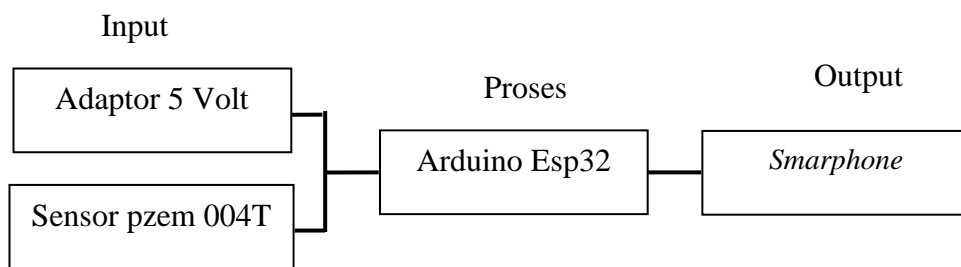 Input
Adaptor 5 Volt
Sensor pzem 004T
Proses
Arduino Esp32
Output
Smarphone